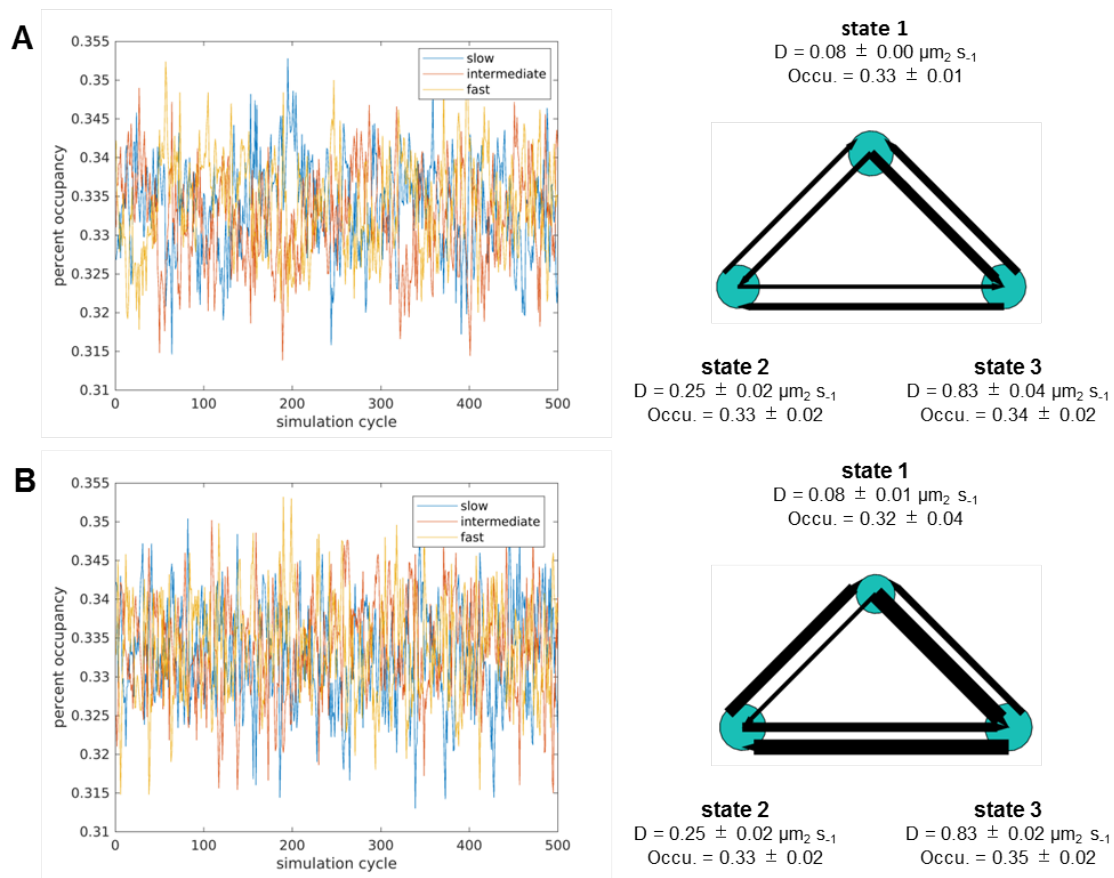 A
0.355
0.35
0.345
0.34
0.335
0.33
0.325
0.32
0.315
0.31
percent occupancy
0
100
200
300
400
500
simulation cycle
slow
intermediate
fast
state 1
D = 0.08 ± 0.00 µm2 s-1
Occu. = 0.33 ± 0.01
state 2
D = 0.25 ± 0.02 µm2 s-1
Occu. = 0.33 ± 0.02
state 3
D = 0.83 ± 0.04 µm2 s-1
Occu. = 0.34 ± 0.02
B
0.355
0.35
0.345
0.34
0.335
0.33
0.325
0.32
0.315
0.31
percent occupancy
0
100
200
300
400
500
simulation cycle
slow
intermediate
fast
state 1
D = 0.08 ± 0.01 µm2 s-1
Occu. = 0.32 ± 0.04
state 2
D = 0.25 ± 0.02 µm2 s-1
Occu. = 0.33 ± 0.02
state 3
D = 0.83 ± 0.02 µm2 s-1
Occu. = 0.35 ± 0.02